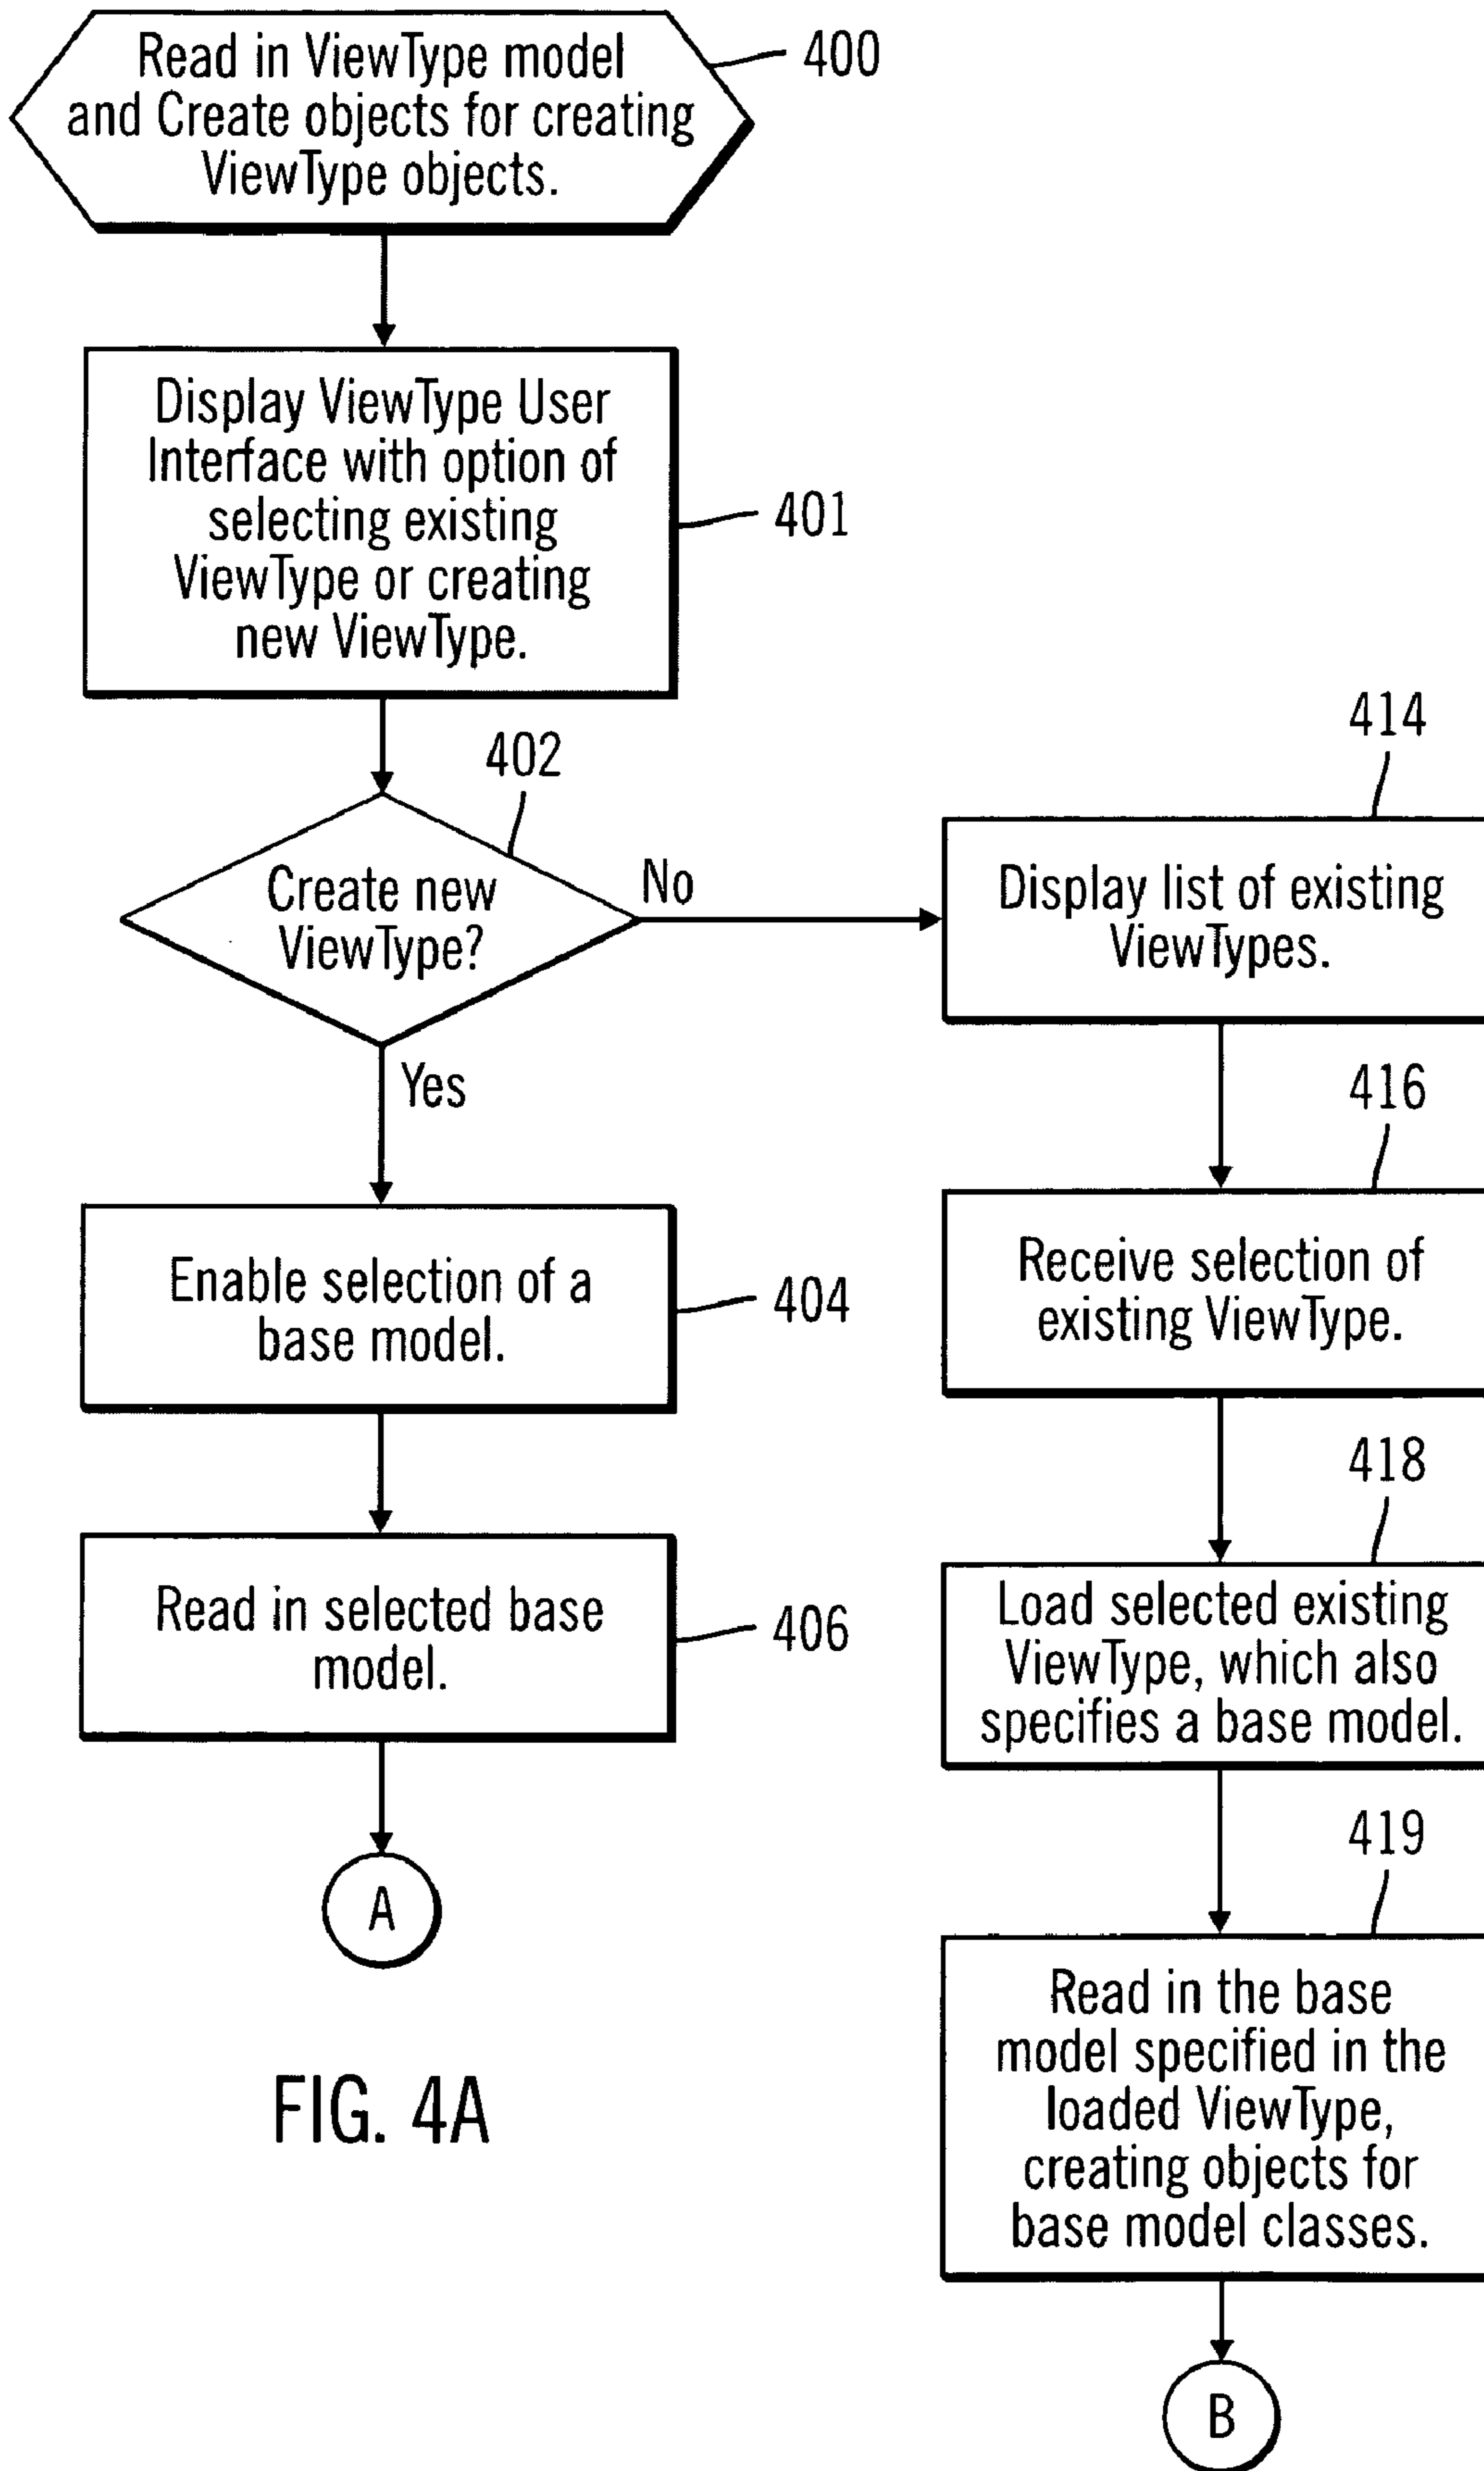 Read in ViewType model
and Create objects for creating
ViewType objects.
400
Display ViewType User
Interface with option of
selecting existing
ViewType or creating
new ViewType.
401
402
Create new
ViewType?
No
Yes
Enable selection of a
base model.
404
Read in selected base
model.
406
A
414
Display list of existing
ViewTypes.
416
Receive selection of
existing ViewType.
418
Load selected existing
ViewType, which also
specifies a base model.
419
Read in the base
model specified in the
loaded ViewType,
creating objects for
base model classes.
B
FIG. 4A